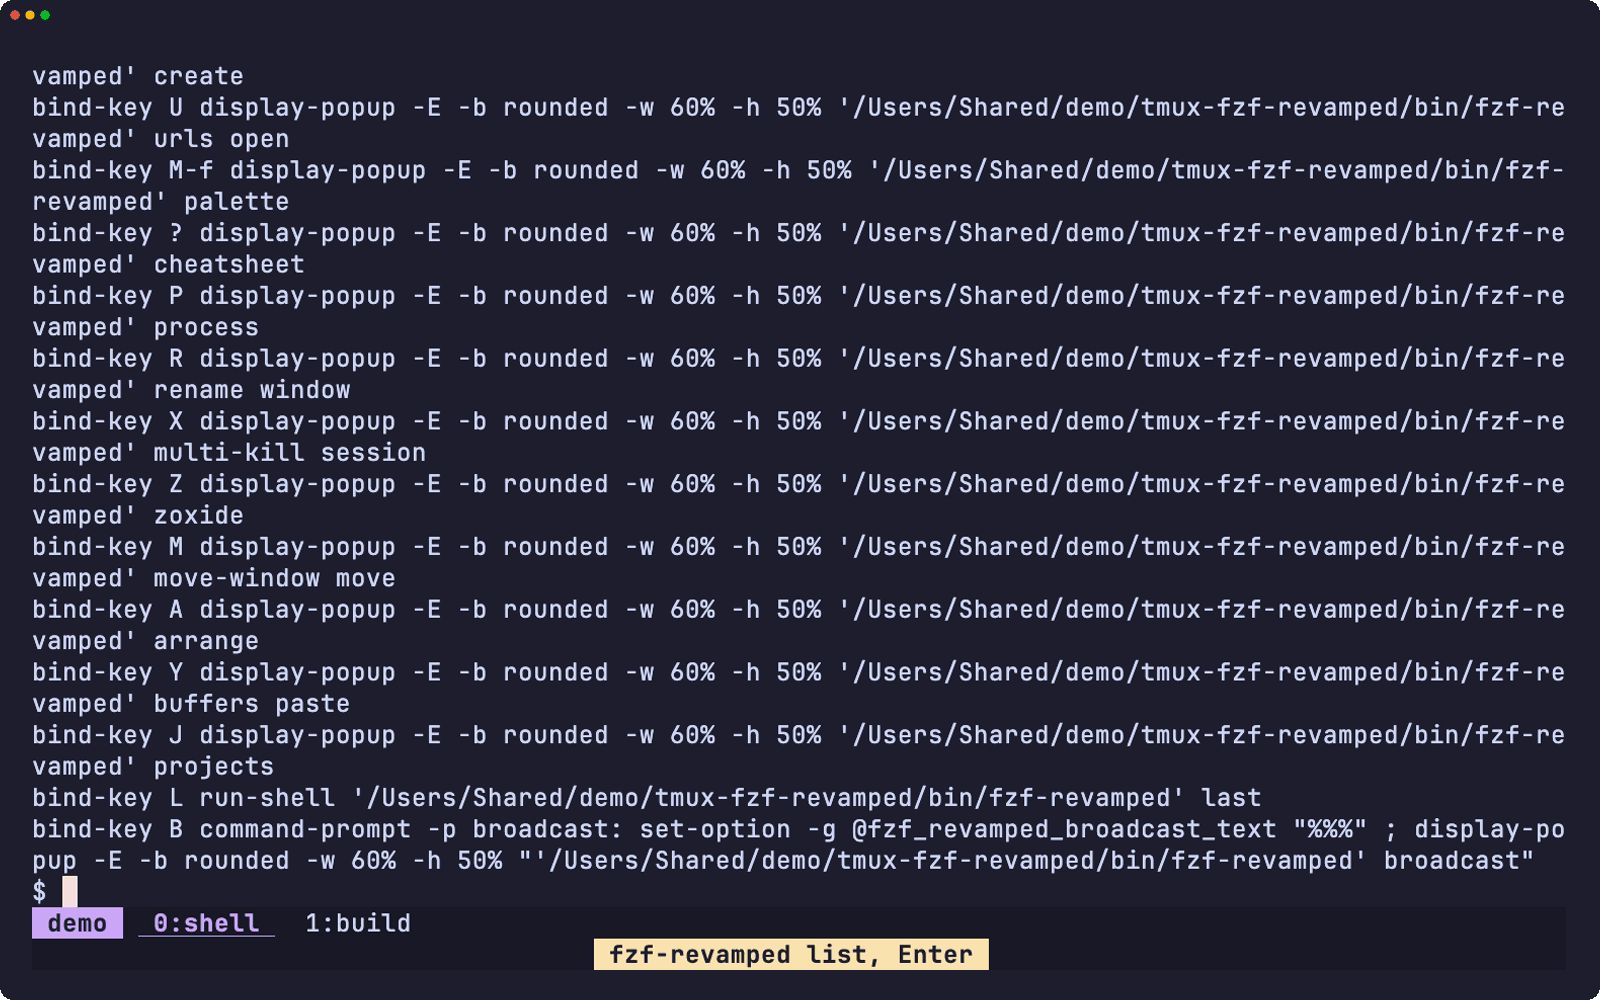 vamped' create
bind-key U display-popup -E -b rounded -w 60% -h 50% '/Users/Shared/demo/tmux-fzf-revamped/bin/fzf-re
vamped' urls open
bind-key M-f display-popup -E -b rounded -w 60% -h 50% '/Users/Shared/demo/tmux-fzf-revamped/bin/fzf-
revamped' palette
bind-key ? display-popup -E -b rounded -w 60% -h 50% '/Users/Shared/demo/tmux-fzf-revamped/bin/fzf-re
vamped' cheatsheet
bind-key P display-popup -E -b rounded -w 60% -h 50% '/Users/Shared/demo/tmux-fzf-revamped/bin/fzf-re
vamped' process
bind-key R display-popup -E -b rounded -w 60% -h 50% '/Users/Shared/demo/tmux-fzf-revamped/bin/fzf-re
vamped' rename window
bind-key X display-popup -E -b rounded -w 60% -h 50% '/Users/Shared/demo/tmux-fzf-revamped/bin/fzf-re
vamped' multi-kill session
bind-key Z display-popup -E -b rounded -w 60% -h 50% '/Users/Shared/demo/tmux-fzf-revamped/bin/fzf-re
vamped' zoxide
bind-key M display-popup -E -b rounded -w 60% -h 50% '/Users/Shared/demo/tmux-fzf-revamped/bin/fzf-re
vamped' move-window move
bind-key A display-popup -E -b rounded -w 60% -h 50% '/Users/Shared/demo/tmux-fzf-revamped/bin/fzf-re
vamped' arrange
bind-key Y display-popup -E -b rounded -w 60% -h 50% '/Users/Shared/demo/tmux-fzf-revamped/bin/fzf-re
vamped' buffers paste
bind-key J display-popup -E -b rounded -w 60% -h 50% '/Users/Shared/demo/tmux-fzf-revamped/bin/fzf-re
vamped' projects
bind-key L run-shell '/Users/Shared/demo/tmux-fzf-revamped/bin/fzf-revamped' last
bind-key B command-prompt -p broadcast: set-option -g @fzf_revamped_broadcast_text "%%%" ; display-po
pup -E -b rounded -w 60% -h 50% "'/Users/Shared/demo/tmux-fzf-revamped/bin/fzf-revamped' broadcast"
$
demo 0:shell 1:build
fzf-revamped list, Enter